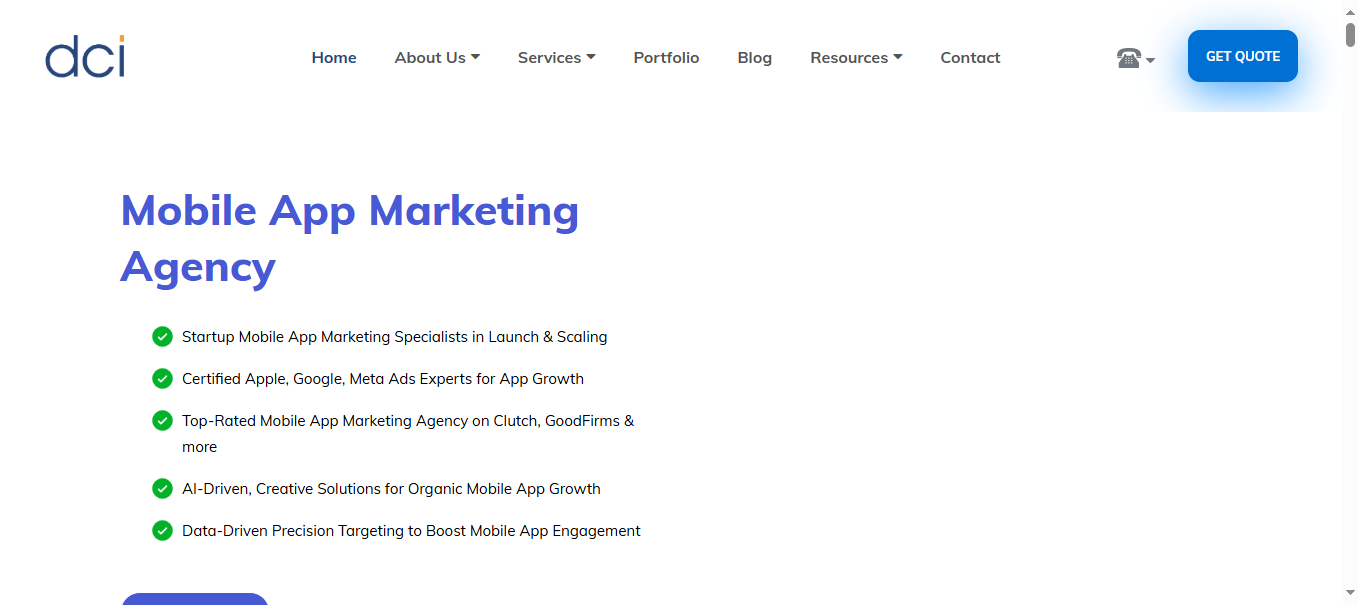 dci
Home About Us Services Portfolio Blog Resources Contact
GET QUOTE
Mobile App Marketing
Agency
Startup Mobile App Marketing Specialists in Launch & Scaling
Certified Apple, Google, Meta Ads Experts for App Growth
Top-Rated Mobile App Marketing Agency on Clutch, GoodFirms &
more
AI-Driven, Creative Solutions for Organic Mobile App Growth
Data-Driven Precision Targeting to Boost Mobile App Engagement